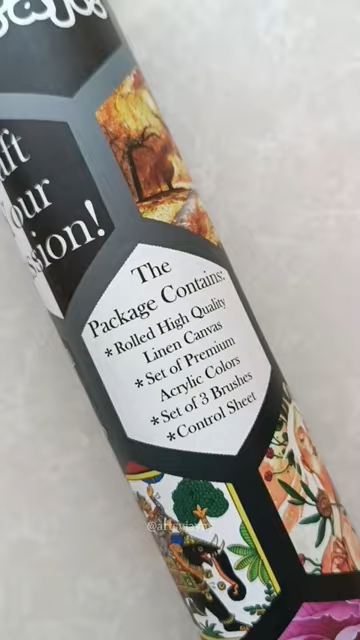 our
The
Package Contains:
*Rolled High Quality
Linen Canvas
*Set of Premium
Acrylic Colors
*Set of 3 Brushes
*Control Sheet